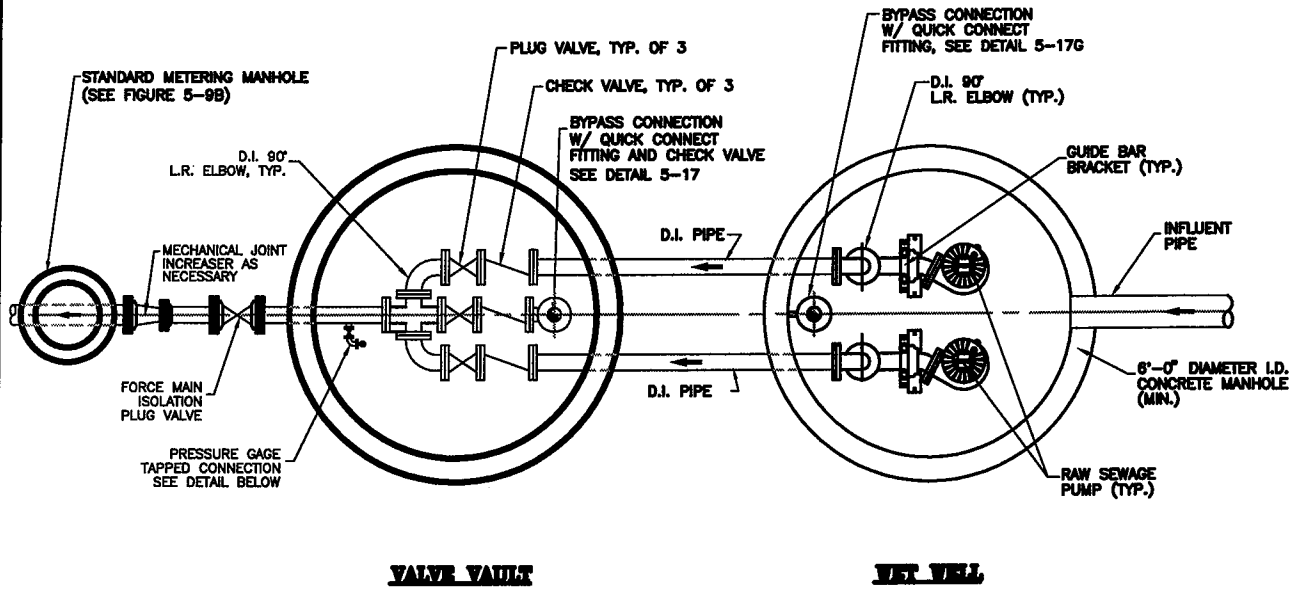 BYPASS CONNECTION
W/ QUICK CONNECT
FITTING, SEE DETAIL 5-17G
PLUG VALVE, TYP. OF 3
STANDARD METERING MANHOLE
(SEE FIGURE 5-9B)
CHECK VALVE, TYP. OF 3
D.I. 90°
L.R. ELBOW (TYP.)
BYPASS CONNECTION
W/ QUICK CONNECT
FITTING AND CHECK VALVE
SEE DETAIL 5-17
D.I. 90°
L.R. ELBOW, TYP.
GUIDE BAR
BRACKET (TYP.)
D.I. PIPE
INFLUENT
PIPE
MECHANICAL JOINT
INCREASER AS
NECESSARY
FORCE MAIN
ISOLATION
PLUG VALVE
D.I. PIPE
6'-0" DIAMETER I.D.
CONCRETE MANHOLE
(MIN.)
PRESSURE GAGE
TAPPED CONNECTION
SEE DETAIL BELOW
RAW SEWAGE
PUMP (TYP.)
VALVE VAULT
WET WELL